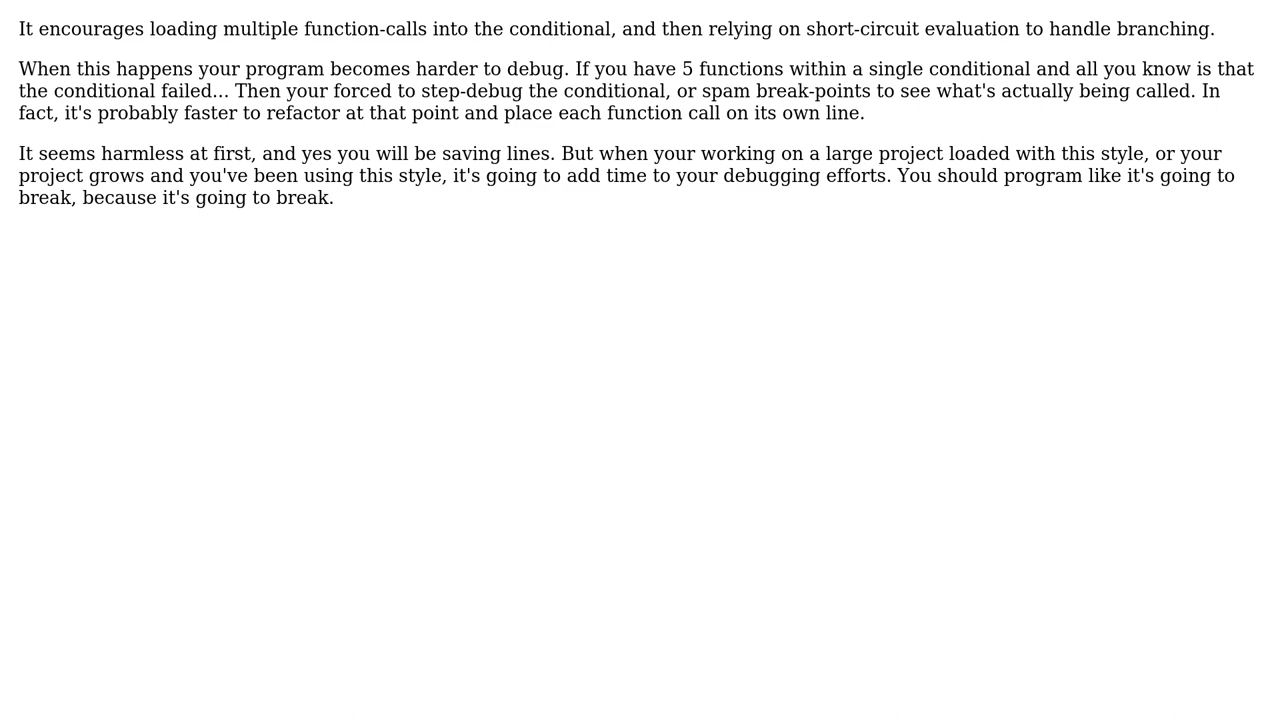 It encourages loading multiple function-calls into the conditional, and then relying on short-circuit evaluation to handle branching.
When this happens your program becomes harder to debug. If you have 5 functions within a single conditional and all you know is that
the conditional failed... Then your forced to step-debug the conditional, or spam break-points to see what's actually being called. In
fact, it's probably faster to refactor at that point and place each function call on its own line.
It seems harmless at first, and yes you will be saving lines. But when your working on a large project loaded with this style, or your
project grows and you've been using this style, it's going to add time to your debugging efforts. You should program like it's going to
break, because it's going to break.